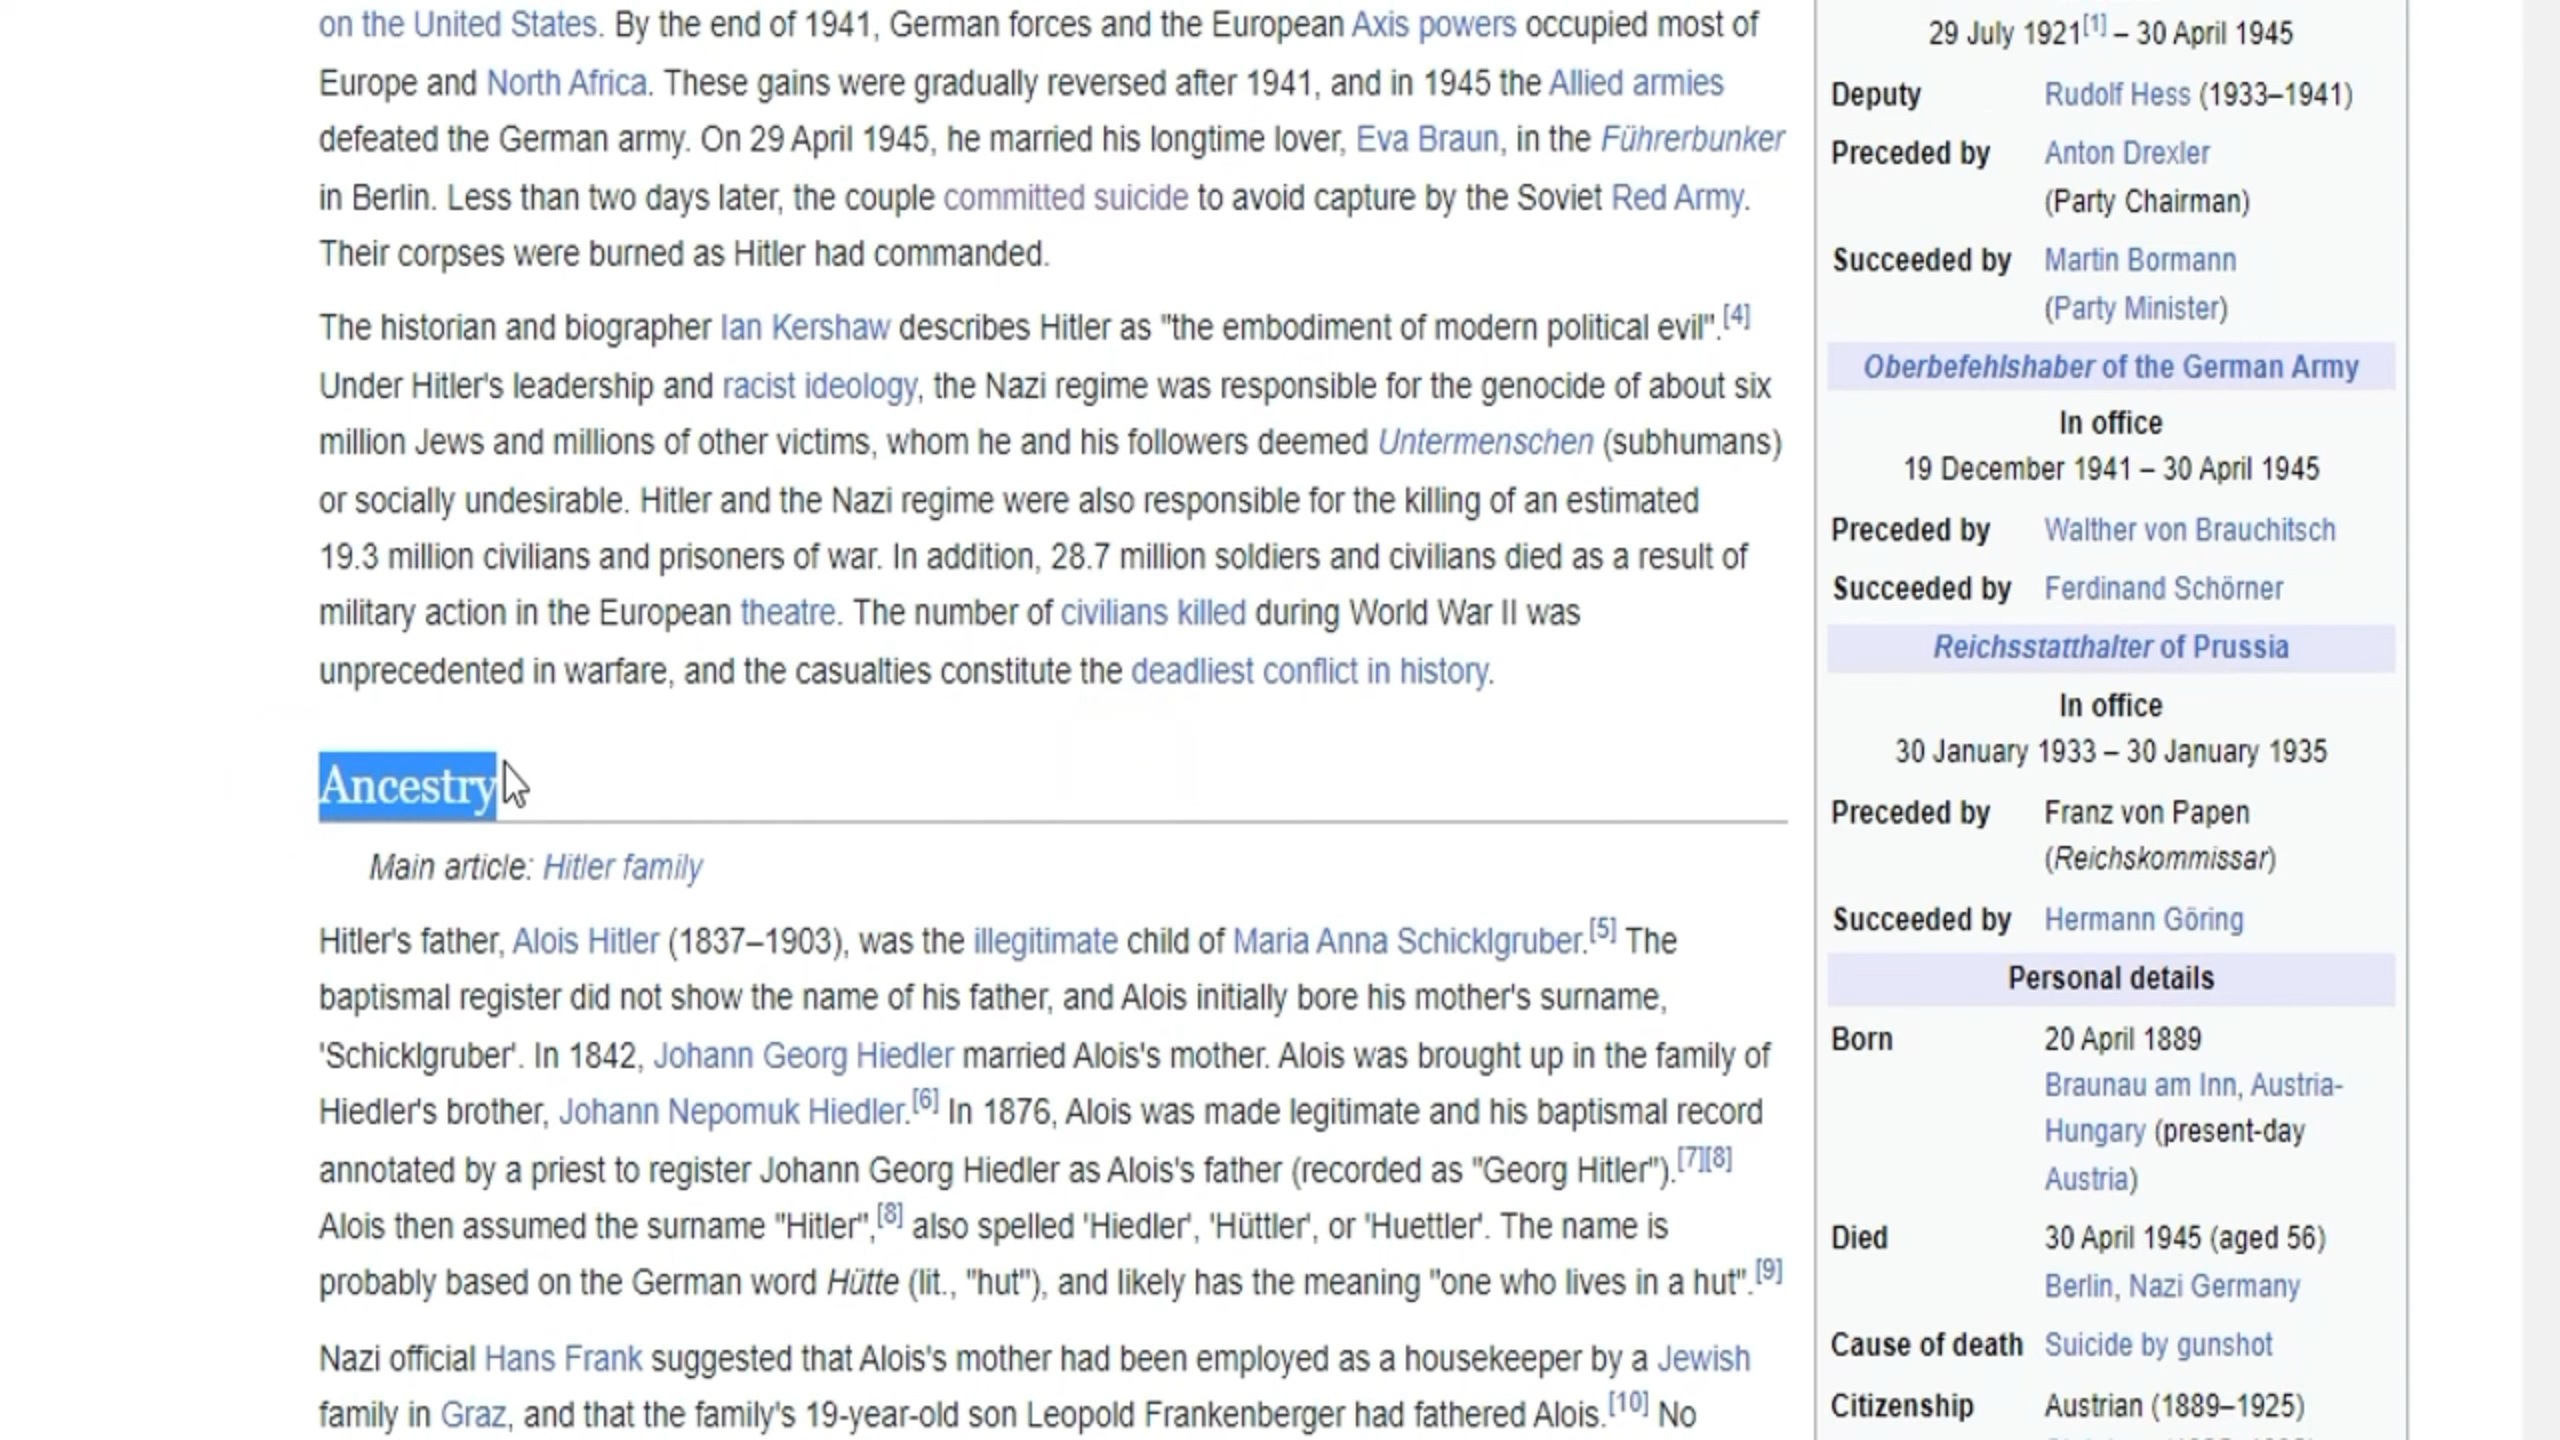 on the United States. By the end of 1941, German forces and the European Axis powers occupied most of
Europe and North Africa. These gains were gradually reversed after 1941, and in 1945 the Allied armies
defeated the German army. On 29 April 1945, he married his longtime lover, Eva Braun, in the Führerbunker
in Berlin. Less than two days later, the couple committed suicide to avoid capture by the Soviet Red Army.
Their corpses were burned as Hitler had commanded.
The historian and biographer Ian Kershaw describes Hitler as "the embodiment of modern political evil".[4]
Under Hitler's leadership and racist ideology, the Nazi regime was responsible for the genocide of about six
million Jews and millions of other victims, whom he and his followers deemed Untermenschen (subhumans)
or socially undesirable. Hitler and the Nazi regime were also responsible for the killing of an estimated
19.3 million civilians and prisoners of war. In addition, 28.7 million soldiers and civilians died as a result of
military action in the European theatre. The number of civilians killed during World War II was
unprecedented in warfare, and the casualties constitute the deadliest conflict in history.
Ancestry
Main article: Hitler family
Hitler's father, Alois Hitler (1837–1903), was the illegitimate child of Maria Anna Schicklgruber.[5] The
baptismal register did not show the name of his father, and Alois initially bore his mother's surname,
'Schicklgruber'. In 1842, Johann Georg Hiedler married Alois's mother. Alois was brought up in the family of
Hiedler's brother, Johann Nepomuk Hiedler.[6] In 1876, Alois was made legitimate and his baptismal record
annotated by a priest to register Johann Georg Hiedler as Alois's father (recorded as "Georg Hitler").[7][8]
Alois then assumed the surname "Hitler",[8] also spelled 'Hiedler', 'Hüttler', or 'Huettler'. The name is
probably based on the German word Hütte (lit., "hut"), and likely has the meaning "one who lives in a hut".[9]
Nazi official Hans Frank suggested that Alois's mother had been employed as a housekeeper by a Jewish
family in Graz, and that the family's 19-year-old son Leopold Frankenberger had fathered Alois.[10] No
29 July 1921[1] – 30 April 1945
Deputy Rudolf Hess (1933–1941)
Preceded by Anton Drexler
(Party Chairman)
Succeeded by Martin Bormann
(Party Minister)
Oberbefehlshaber of the German Army
In office
19 December 1941 – 30 April 1945
Preceded by Walther von Brauchitsch
Succeeded by Ferdinand Schörner
Reichsstatthalter of Prussia
In office
30 January 1933 – 30 January 1935
Preceded by Franz von Papen
(Reichskommissar)
Succeeded by Hermann Göring
Personal details
Born 20 April 1889
Braunau am Inn, Austria-
Hungary (present-day
Austria)
Died 30 April 1945 (aged 56)
Berlin, Nazi Germany
Cause of death Suicide by gunshot
Citizenship Austrian (1889–1925)